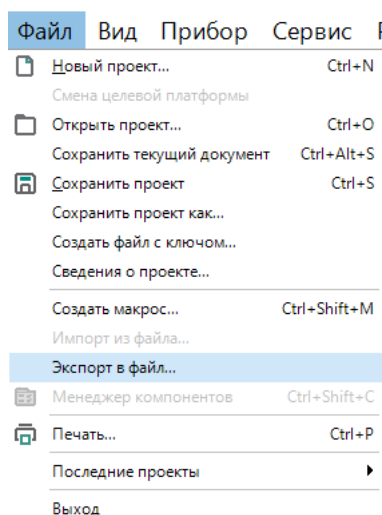 Файл Вид Прибор Сервис
Новый проект... Ctrl+N
Смена целевой платформы
Открыть проект... Ctrl+O
Сохранить текущий документ Ctrl+Alt+S
Сохранить проект Ctrl+S
Сохранить проект как...
Создать файл с ключом...
Сведения о проекте...
Создать макрос... Ctrl+Shift+M
Импорт из файла...
Экспорт в файл...
Менеджер компонентов Ctrl+Shift+C
Печать... Ctrl+P
Последние проекты
Выход